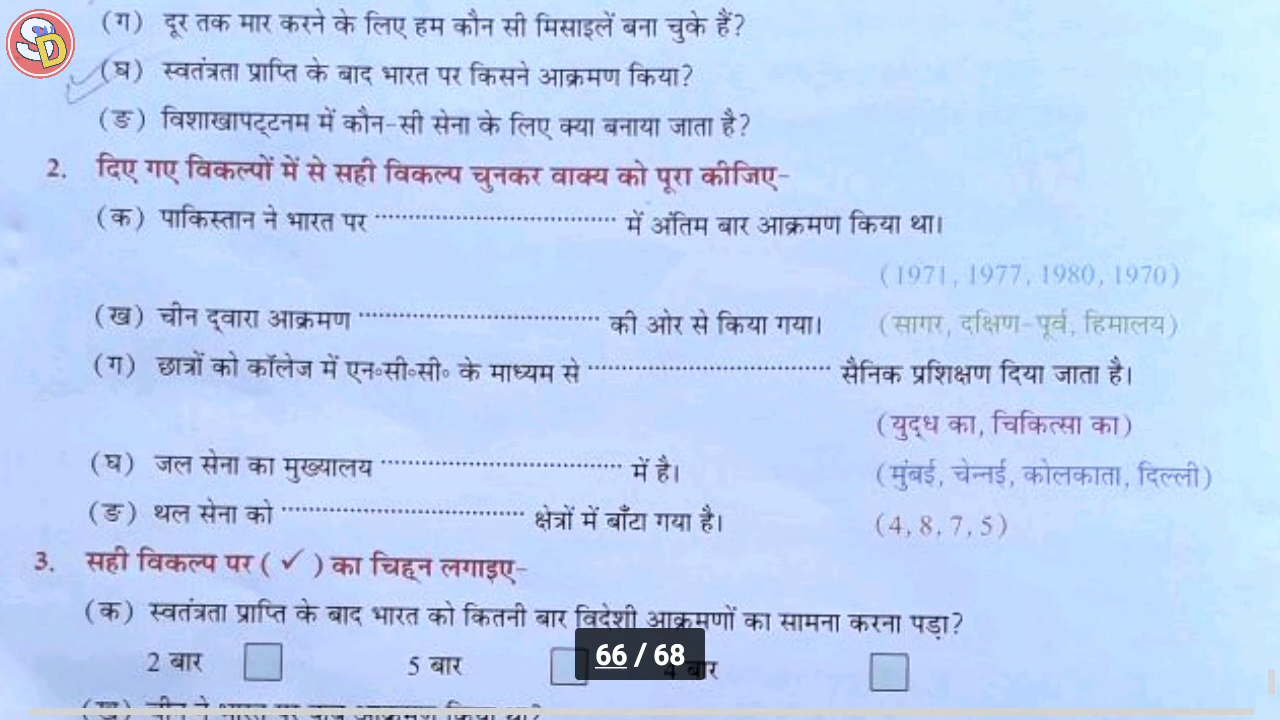 SD
(ग) दूर तक मार करने के लिए हम कौन सी मिसाइलें बना चुके हैं?
(घ) स्वतंत्रता प्राप्ति के बाद भारत पर किसने आक्रमण किया?
(ङ) विशाखापट्टनम में कौन-सी सेना के लिए क्या बनाया जाता है?
2. दिए गए विकल्पों में से सही विकल्प चुनकर वाक्य को पूरा कीजिए-
(क) पाकिस्तान ने भारत पर ........................................ में अंतिम बार आक्रमण किया था।
(1971, 1977, 1980, 1970)
(ख) चीन द्वारा आक्रमण ........................................ की ओर से किया गया। (सागर, दक्षिण-पूर्व, हिमालय)
(ग) छात्रों को कॉलेज में एन॰सी॰सी॰ के माध्यम से ........................................ सैनिक प्रशिक्षण दिया जाता है।
(युद्ध का, चिकित्सा का)
(घ) जल सेना का मुख्यालय ........................................ में है। (मुंबई, चेन्नई, कोलकाता, दिल्ली)
(ङ) थल सेना को ........................................ क्षेत्रों में बाँटा गया है। (4, 8, 7, 5)
3. सही विकल्प पर ( ✓ ) का चिह्न लगाइए-
(क) स्वतंत्रता प्राप्ति के बाद भारत को कितनी बार विदेशी आक्रमणों का सामना करना पड़ा?
2 बार 5 बार 4 बार
66 / 68